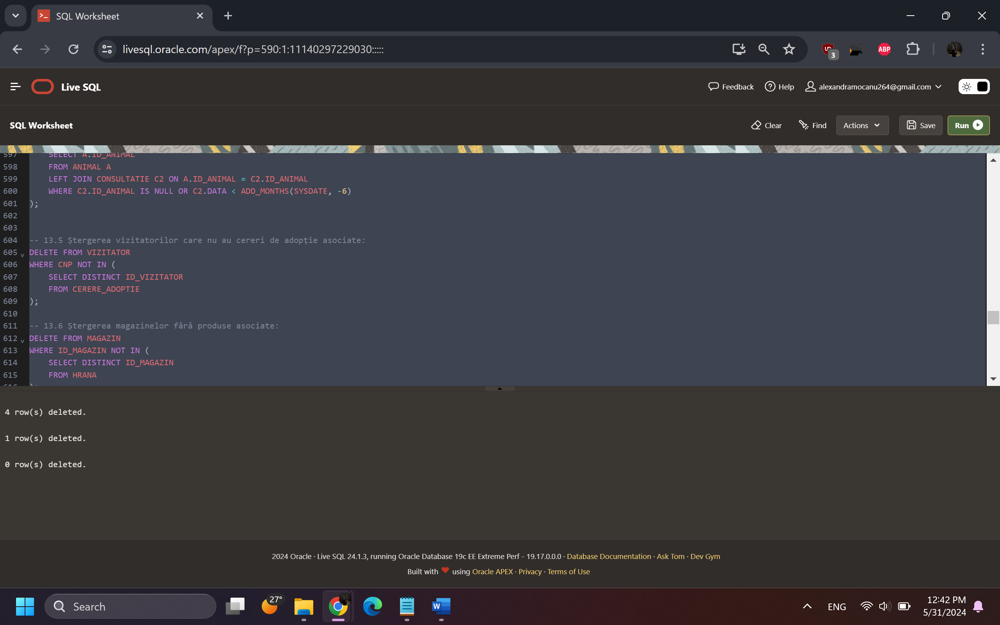 SQL Worksheet
livesql.oracle.com/apex/f?p=590:1:11140297229030:::::
UD
3
ABP
Live SQL
Feedback
Help
alexandramocanu264@gmail.com
SQL Worksheet
Clear
Find
Actions
Save
Run
597 SELECT A.ID_ANIMAL
598 FROM ANIMAL A
599 LEFT JOIN CONSULTATIE C2 ON A.ID_ANIMAL = C2.ID_ANIMAL
600 WHERE C2.ID_ANIMAL IS NULL OR C2.DATA < ADD_MONTHS(SYSDATE, -6)
601 );
602
603
604 -- 13.5 Ștergerea vizitatorilor care nu au cereri de adopție asociate:
605 DELETE FROM VIZITATOR
606 WHERE CNP NOT IN (
607 SELECT DISTINCT ID_VIZITATOR
608 FROM CERERE_ADOPTIE
609 );
610
611 -- 13.6 Ștergerea magazinelor fără produse asociate:
612 DELETE FROM MAGAZIN
613 WHERE ID_MAGAZIN NOT IN (
614 SELECT DISTINCT ID_MAGAZIN
615 FROM HRANA
616 );
4 row(s) deleted.
1 row(s) deleted.
0 row(s) deleted.
2024 Oracle · Live SQL 24.1.3, running Oracle Database 19c EE Extreme Perf - 19.17.0.0.0 · Database Documentation · Ask Tom · Dev Gym
Built with ❤ using Oracle APEX · Privacy · Terms of Use
Search
27°
W
ENG
12:42 PM
5/31/2024